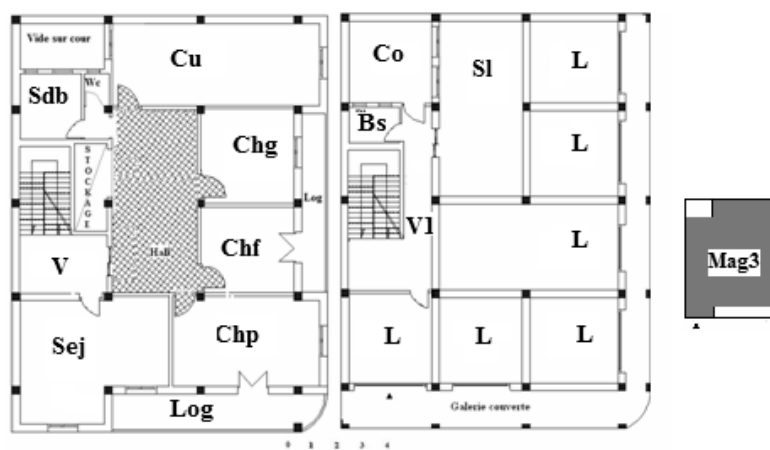 Vide sur cour
Cu
Wc
Sdb
Chg
STOCKAGE
Log
V
Hall
Chf
Sej
Chp
Log
Co
Sl
L
Bs
L
V1
L
L
L
L
Galerie couverte
Mag3
0 1 2 3 4